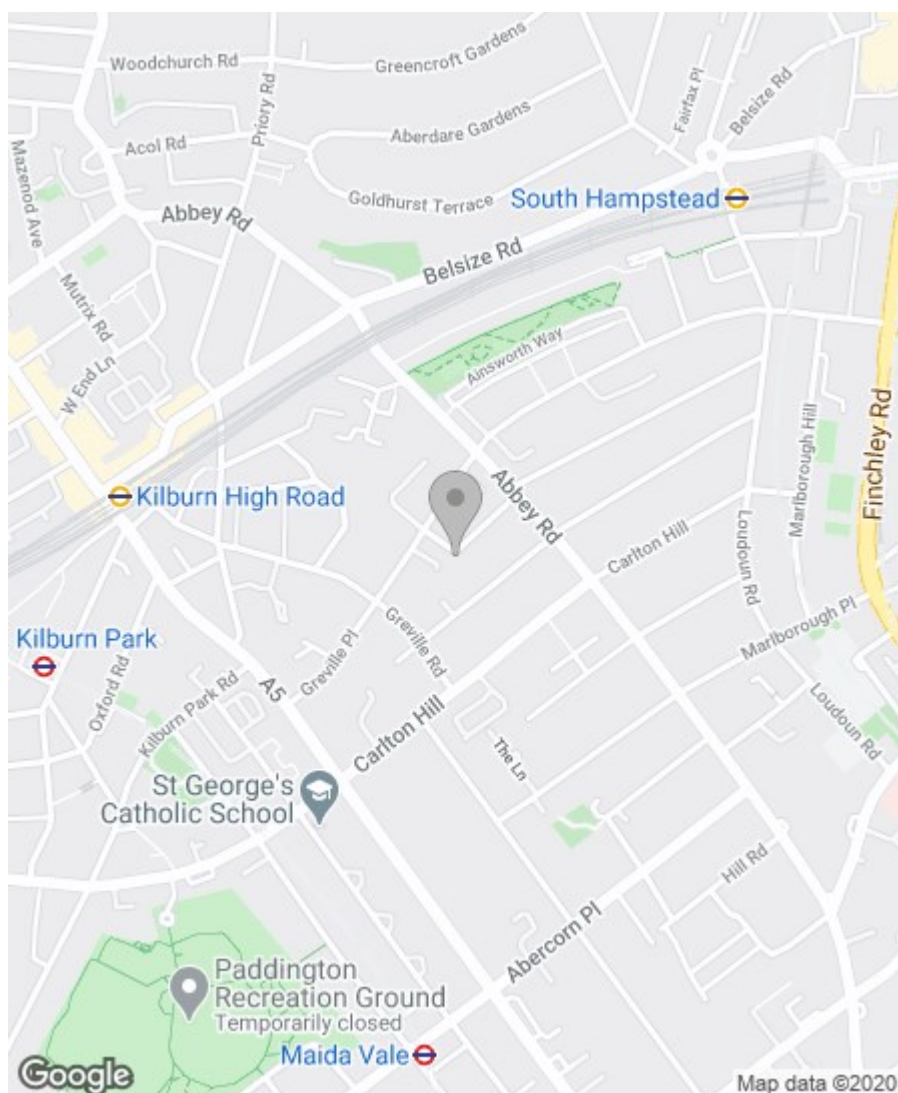 Woodchurch Rd
Greencroft Gardens
Priory Rd
Fairfax Pl
Belsize Rd
Aberdare Gardens
Acol Rd
Mazenod Ave
Goldhurst Terrace
South Hampstead
Abbey Rd
Belsize Rd
Mutrix Rd
Ainsworth Way
W End Ln
Marlborough Hill
Finchley Rd
Kilburn High Road
Abbey Rd
Loudoun Rd
Carlton Hill
Marlborough Pl
Kilburn Park
Greville Pl
Greville Rd
Oxford Rd
Kilburn Park Rd
A5
Loudoun Rd
Carlton Hill
The Ln
St George's
Catholic School
Hill Rd
Abercorn Pl
Paddington
Recreation Ground
Temporarily closed
Maida Vale
Google
Map data ©2020